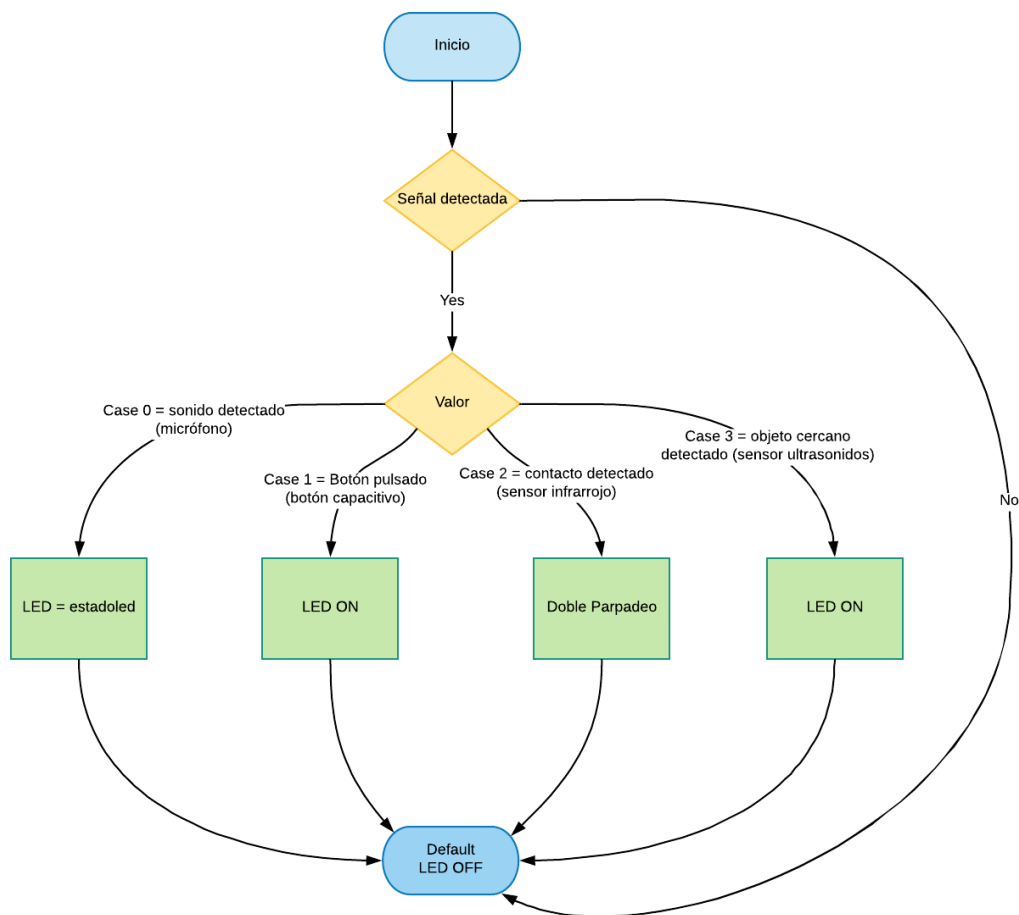 Inicio
Señal detectada
Yes
Valor
Case 0 = sonido detectado
(micrófono)
Case 1 = Botón pulsado
(botón capacitivo)
Case 2 = contacto detectado
(sensor infrarrojo)
Case 3 = objeto cercano
detectado (sensor ultrasonidos)
No
LED = estadoled
LED ON
Doble Parpadeo
LED ON
Default
LED OFF